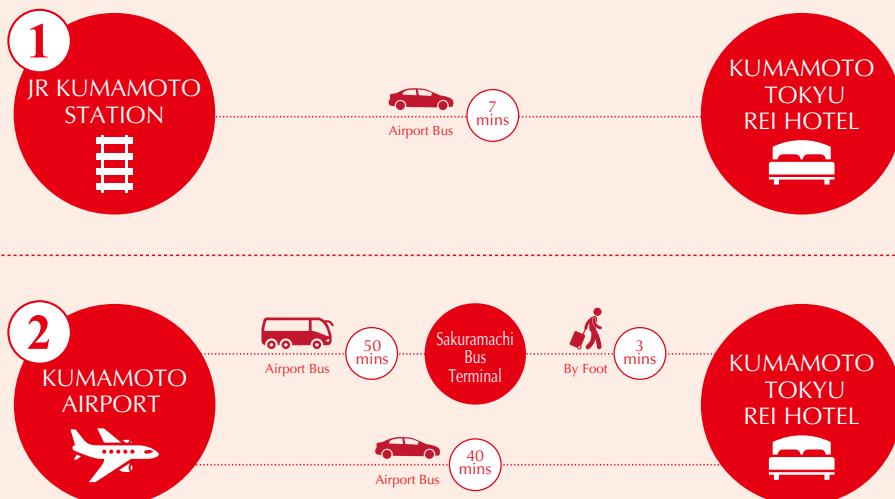 1
JR KUMAMOTO
STATION
Airport Bus
7
mins
KUMAMOTO
TOKYU
REI HOTEL
2
KUMAMOTO
AIRPORT
Airport Bus
50
mins
Sakuramachi
Bus
Terminal
By Foot
3
mins
Airport Bus
40
mins
KUMAMOTO
TOKYU
REI HOTEL